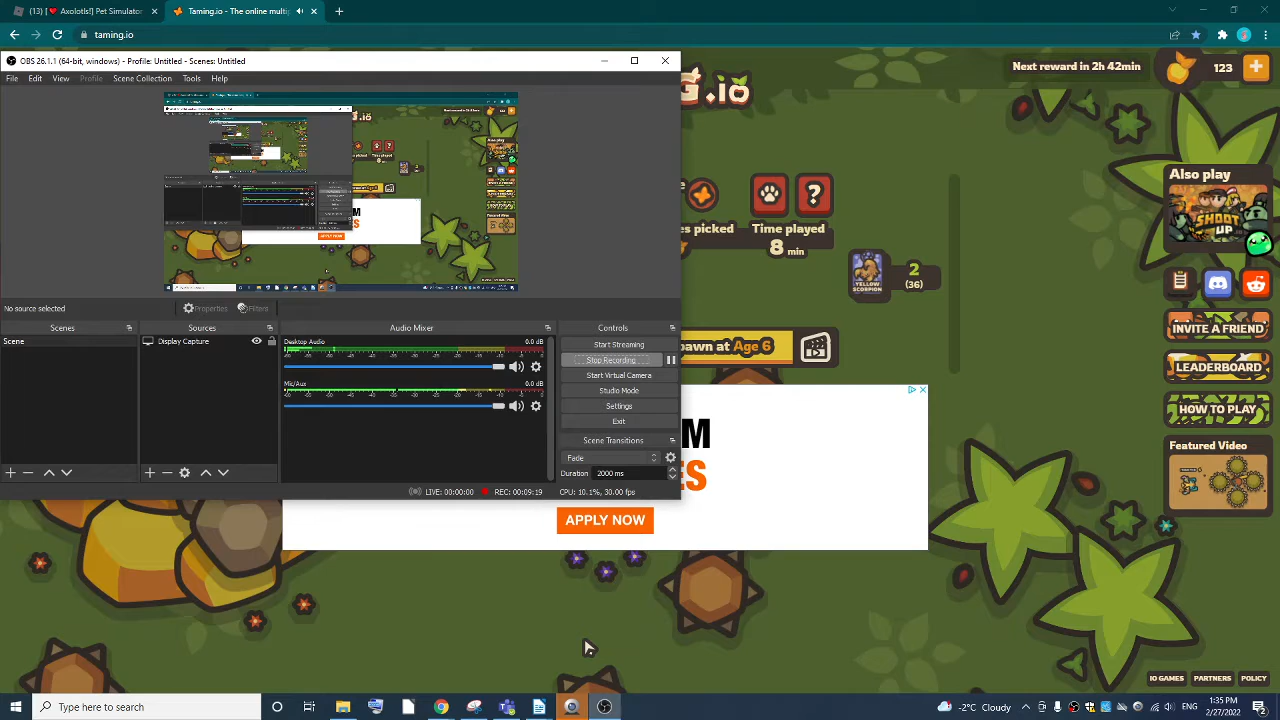 (13) [❤ Axolotls!] Pet Simulator
Taming.io - The online multi
taming.io
OBS 26.1.1 (64-bit, windows) - Profile: Untitled - Scenes: Untitled
File Edit View Profile Scene Collection Tools Help
G.io
Next reward in 2h 42min
123
Also play
SHOOT UP
es picked
Time played
8 min
YELLOW SCORPION
2
(36)
INVITE A FRIEND
LEADERBOARD
HOW TO PLAY
Featured Video
No source selected
Properties
Filters
Scenes
Sources
Audio Mixer
Controls
Scene
Display Capture
Desktop Audio
0.0 dB
Mic/Aux
0.0 dB
Start Streaming
Stop Recording
Start Virtual Camera
Studio Mode
Settings
Exit
Scene Transitions
Fade
Duration 2000 ms
LIVE: 00:00:00
REC: 00:09:19
CPU: 10.1%, 30.00 fps
pawn at Age 6
M
ES
APPLY NOW
IO GAMES
PARTNERS
POLICY
Type here to search
-2°C Cloudy
ENG
1:35 PM
2/27/2022